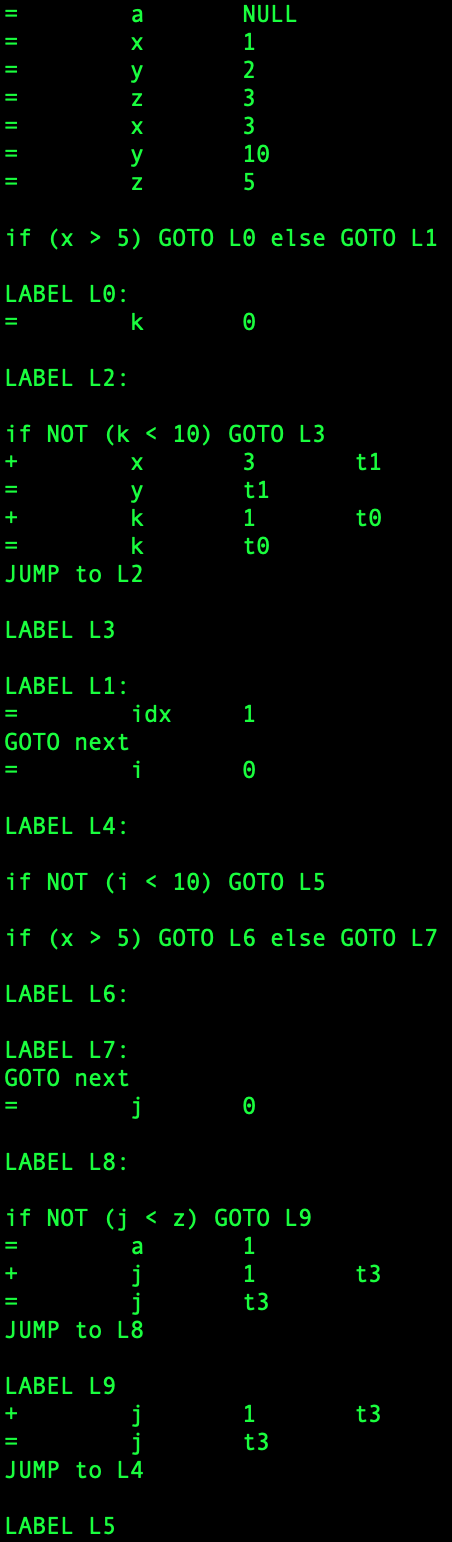 = a NULL
= x 1
= y 2
= z 3
= x 3
= y 10
= z 5
if (x > 5) GOTO L0 else GOTO L1
LABEL L0:
= k 0
LABEL L2:
if NOT (k < 10) GOTO L3
+ x 3 t1
= y t1
+ k 1 t0
= k t0
JUMP to L2
LABEL L3
LABEL L1:
= idx 1
GOTO next
= i 0
LABEL L4:
if NOT (i < 10) GOTO L5
if (x > 5) GOTO L6 else GOTO L7
LABEL L6:
LABEL L7:
GOTO next
= j 0
LABEL L8:
if NOT (j < z) GOTO L9
= a 1
+ j 1 t3
= j t3
JUMP to L8
LABEL L9
+ j 1 t3
= j t3
JUMP to L4
LABEL L5